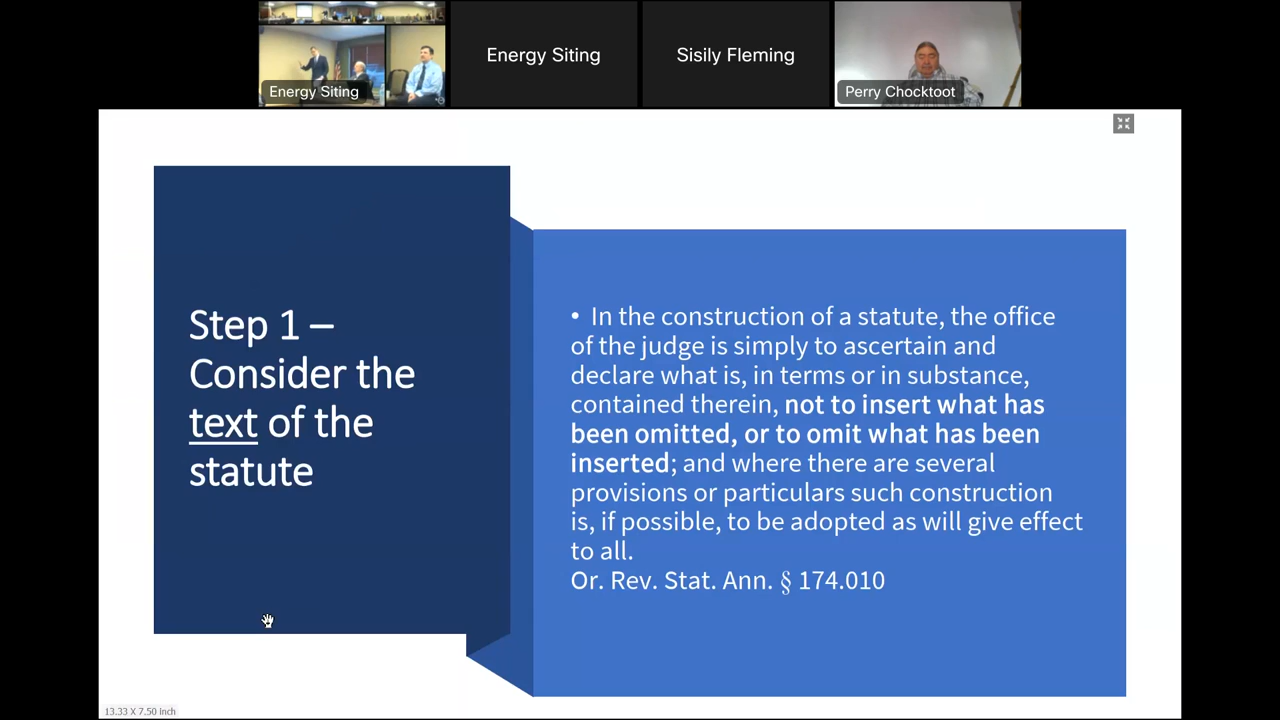 Energy Siting
Energy Siting
Sisily Fleming
Perry Chocktoot
Step 1 –
Consider the
text of the
statute
• In the construction of a statute, the office
of the judge is simply to ascertain and
declare what is, in terms or in substance,
contained therein, not to insert what has
been omitted, or to omit what has been
inserted; and where there are several
provisions or particulars such construction
is, if possible, to be adopted as will give effect
to all.
Or. Rev. Stat. Ann. § 174.010
13.33 X 7.50 inch